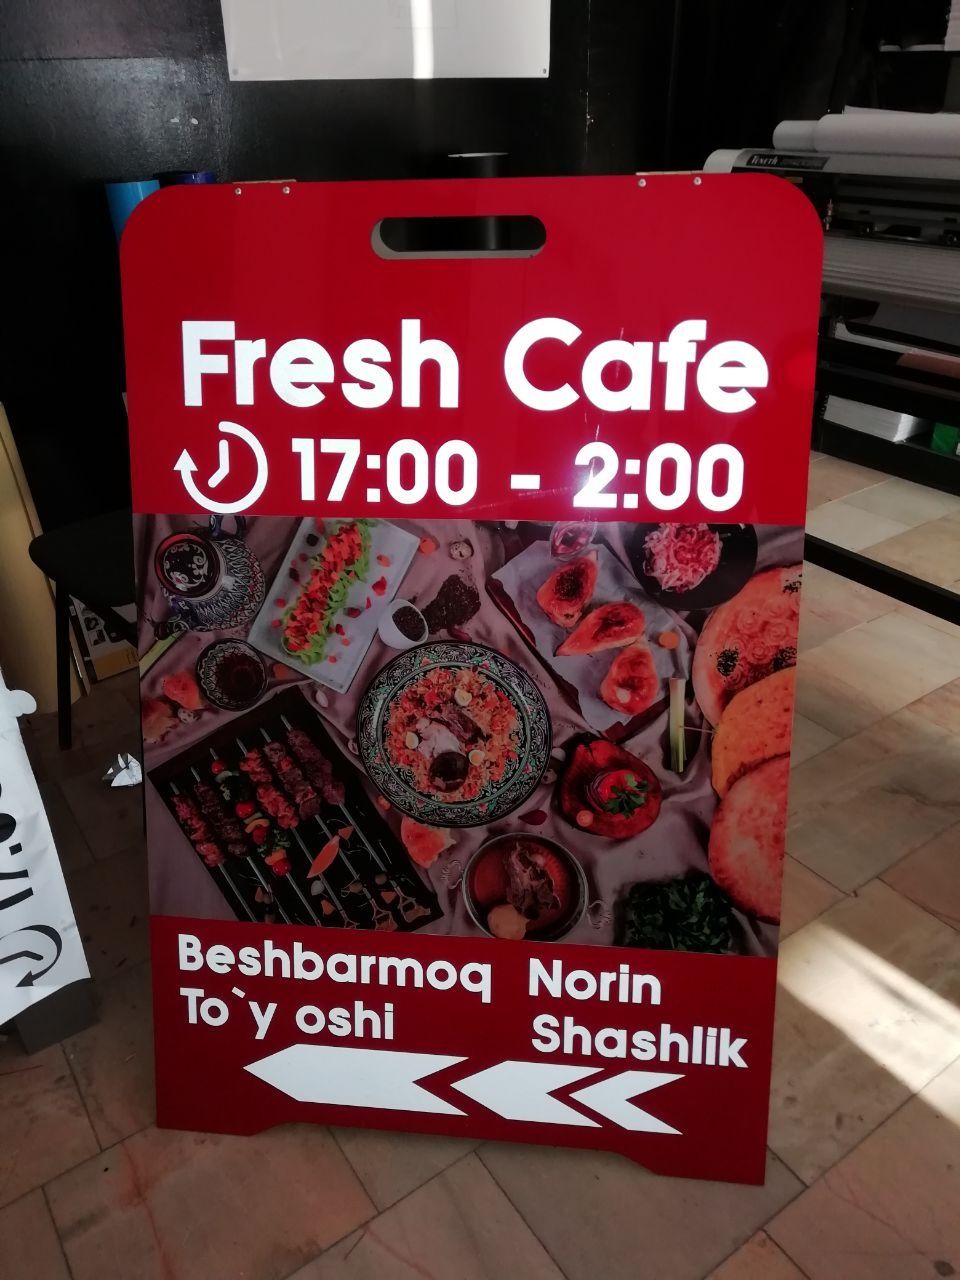 Fresh Cafe
17:00 - 2:00
Beshbarmoq Norin
To`y oshi Shashlik